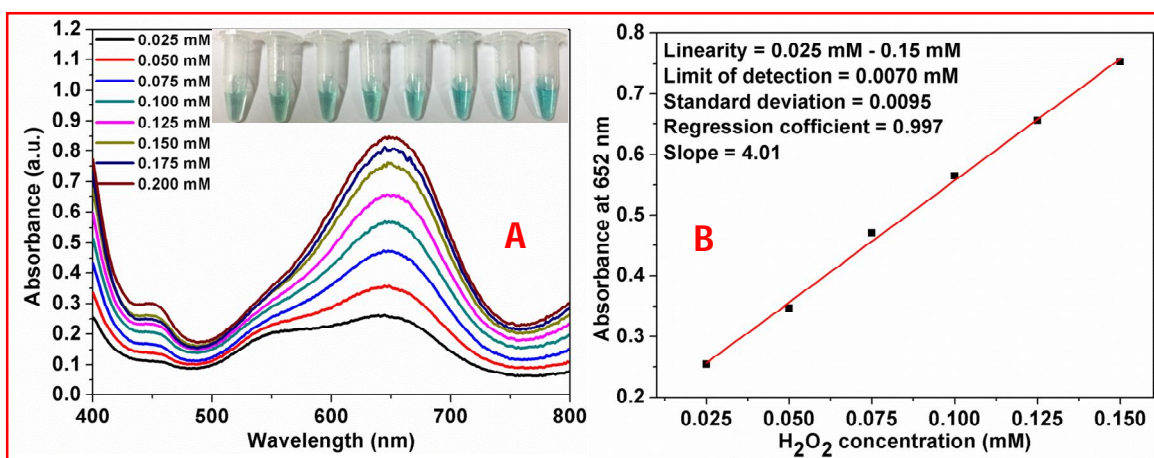 1.2
1.1
1.0
0.9
0.8
0.7
0.6
0.5
0.4
0.3
0.2
0.1
0.0
Absorbance (a.u.)
0.025 mM
0.050 mM
0.075 mM
0.100 mM
0.125 mM
0.150 mM
0.175 mM
0.200 mM
A
400
500
600
700
800
Wavelength (nm)
Linearity = 0.025 mM - 0.15 mM
Limit of detection = 0.0070 mM
Standard deviation = 0.0095
Regression cofficient = 0.997
Slope = 4.01
B
0.8
0.7
0.6
0.5
0.4
0.3
0.2
Absorbance at 652 nm
0.025
0.050
0.075
0.100
0.125
0.150
H₂O₂ concentration (mM)